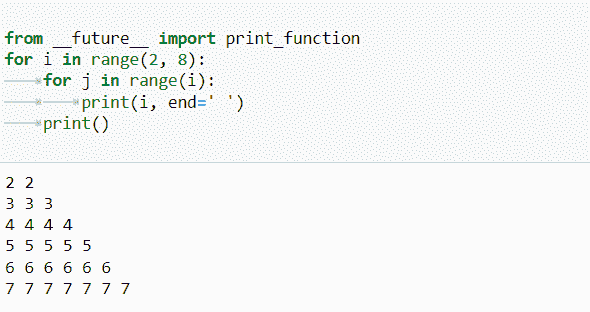 from __future__ import print_function
for i in range(2, 8):
    for j in range(i):
        print(i, end=' ')
    print()
2 2
3 3 3
4 4 4 4
5 5 5 5 5
6 6 6 6 6 6
7 7 7 7 7 7 7